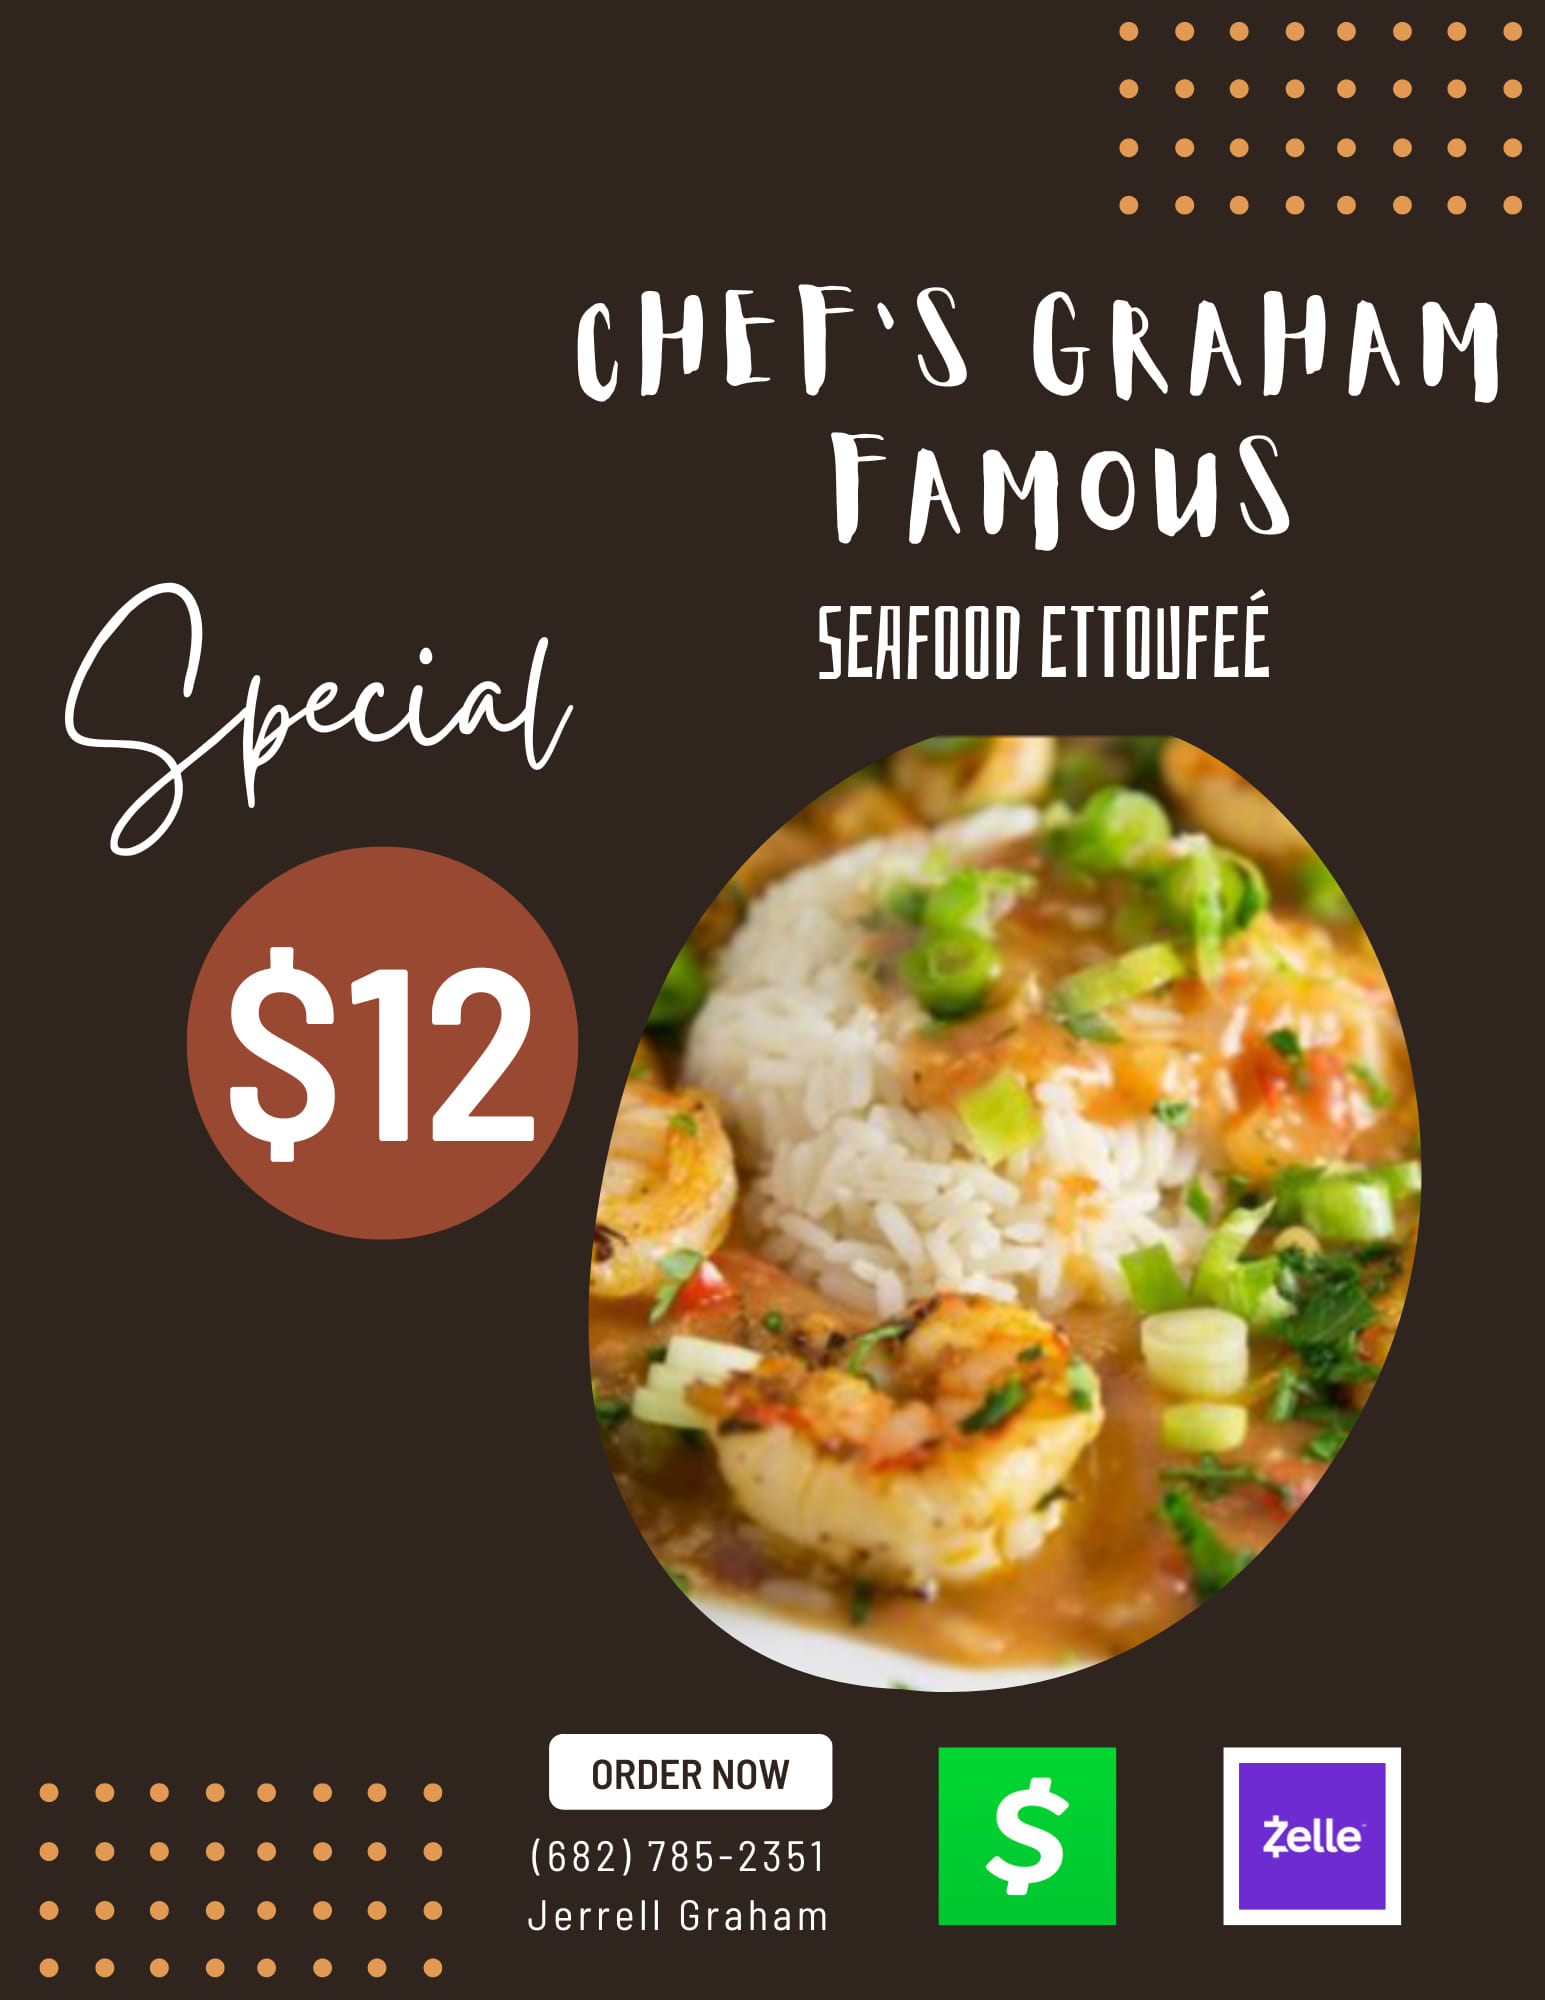 CHEF'S GRAHAM
FAMOUS
SEAFOOD ETTOUFEÉ
Special
$12
ORDER NOW
(682) 785-2351
Jerrell Graham
$
Zelle